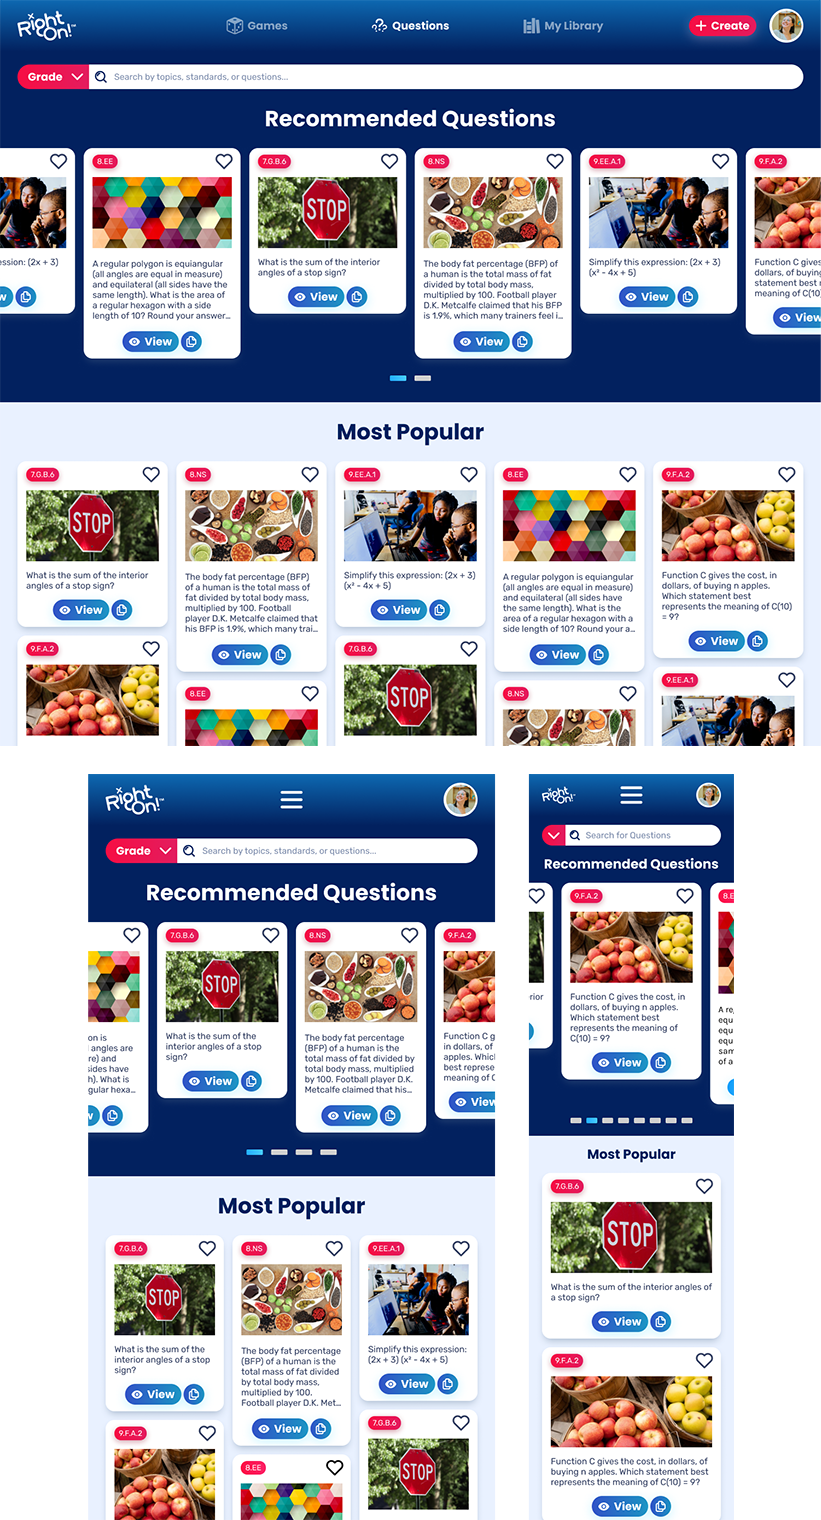 Right On!™
Games
Questions
My Library
+ Create
Grade
Search by topics, standards, or questions...
Recommended Questions
ssion: (2x + 3)
8.EE
A regular polygon is equiangular
(all angles are equal in measure)
and equilateral (all sides have the
same length). What is the area of
a regular hexagon with a side
length of 10? Round your answer...
View
7.G.B.6
STOP
What is the sum of the interior
angles of a stop sign?
View
8.NS
The body fat percentage (BFP) of
a human is the total mass of fat
divided by total body mass,
multiplied by 100. Football player
D.K. Metcalfe claimed that his BFP
is 1.9%, which many trainers feel i...
View
9.EE.A.1
Simplify this expression: (2x + 3)
(x² - 4x + 5)
View
9.F.A.2
Function C gives
dollars, of buying
statement best r
meaning of C(10)
View
Most Popular
7.G.B.6
STOP
What is the sum of the interior
angles of a stop sign?
View
9.F.A.2
8.NS
The body fat percentage (BFP)
of a human is the total mass of
fat divided by total body mass,
multiplied by 100. Football
player D.K. Metcalfe claimed that
his BFP is 1.9%, which many trai...
View
8.EE
9.EE.A.1
Simplify this expression: (2x + 3)
(x² - 4x + 5)
View
7.G.B.6
STOP
8.EE
A regular polygon is equiangular
(all angles are equal in measure)
and equilateral (all sides have
the same length). What is the
area of a regular hexagon with a
side length of 10? Round your a...
View
8.NS
9.F.A.2
Function C gives the cost, in
dollars, of buying n apples.
Which statement best
represents the meaning of C(10)
= 9?
View
9.EE.A.1
Right On!™
Grade
Search by topics, standards, or questions...
Recommended Questions
on is
angles are
re) and
sides have
h). What is
gular hexa...
7.G.B.6
STOP
What is the sum of the
interior angles of a stop
sign?
View
8.NS
The body fat percentage
(BFP) of a human is the
total mass of fat divided by
total body mass, multiplied
by 100. Football player D.K.
Metcalfe claimed that his...
View
9.F.A.2
Function C g
in dollars, of
apples. Whicl
best represen
meaning of C
View
Most Popular
7.G.B.6
STOP
What is the sum of the
interior angles of a stop
sign?
View
9.F.A.2
8.NS
The body fat percentage
(BFP) of a human is the
total mass of fat divided
by total body mass,
multiplied by 100.
Football player D.K. Met...
View
8.EE
9.EE.A.1
Simplify this expression:
(2x + 3) (x² - 4x + 5)
View
7.G.B.6
STOP
Right On!™
Search for Questions
Recommended Questions
rior
9.F.A.2
Function C gives the cost, in
dollars, of buying n apples.
Which statement best
represents the meaning of
C(10) = 9?
View
8.E
A re
equ
equ
equ
sam
of a
Most Popular
7.G.B.6
STOP
What is the sum of the interior angles of
a stop sign?
View
9.F.A.2
Function C gives the cost, in dollars, of
buying n apples. Which statement best
represents the meaning of C(10) = 9?
View